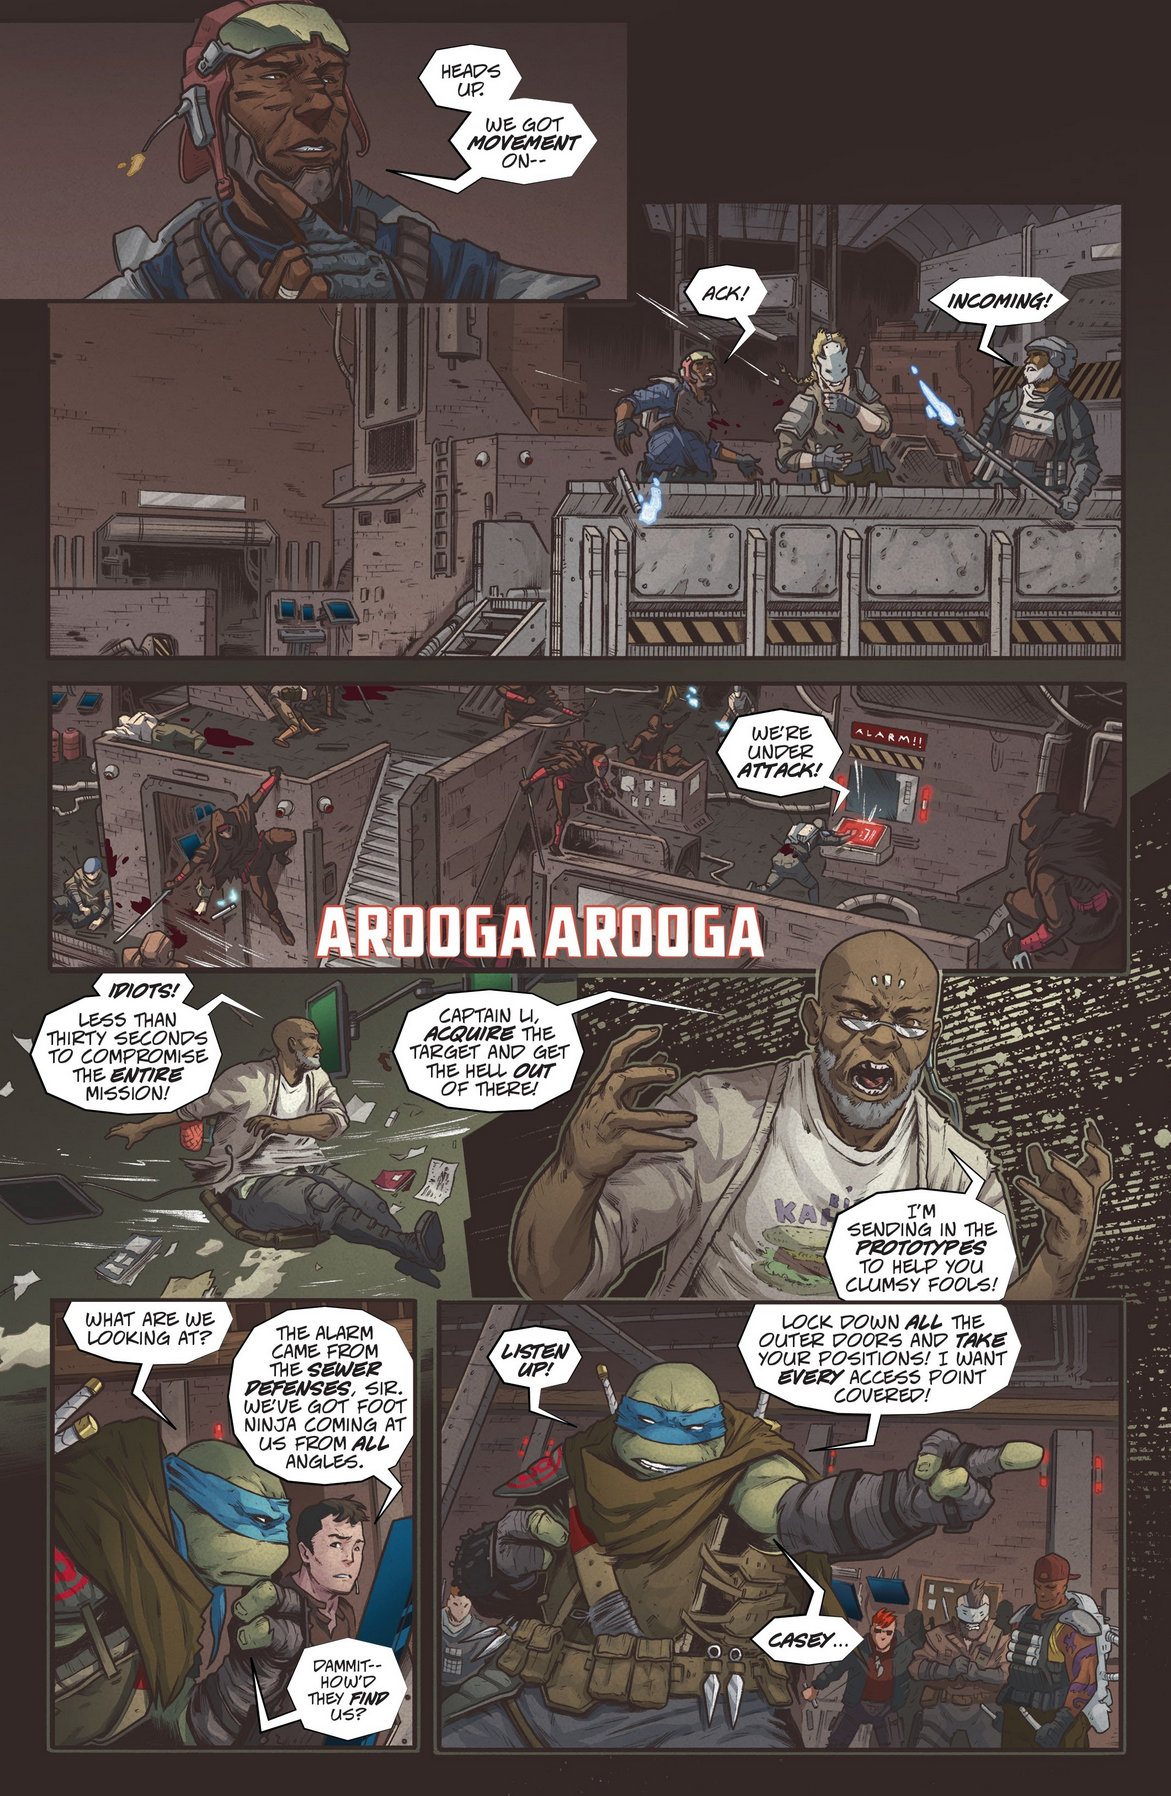 HEADS
UP.
WE GOT
MOVEMENT
ON--
ACK!
INCOMING!
WE'RE
UNDER
ATTACK!
ALARM!!
AROOGA AROOGA
IDIOTS!
LESS THAN
THIRTY SECONDS
TO COMPROMISE
THE ENTIRE
MISSION!
CAPTAIN LI,
ACQUIRE THE
TARGET AND GET
THE HELL OUT
OF THERE!
I'M
SENDING IN THE
PROTOTYPES
TO HELP YOU
CLUMSY FOOLS!
WHAT ARE WE
LOOKING AT?
THE ALARM
CAME FROM
THE SEWER
DEFENSES, SIR.
WE'VE GOT FOOT
NINJA COMING AT
US FROM ALL
ANGLES.
DAMMIT--
HOW'D
THEY FIND
US?
LISTEN
UP!
LOCK DOWN ALL THE
OUTER DOORS AND TAKE
YOUR POSITIONS! I WANT
EVERY ACCESS POINT
COVERED!
CASEY...